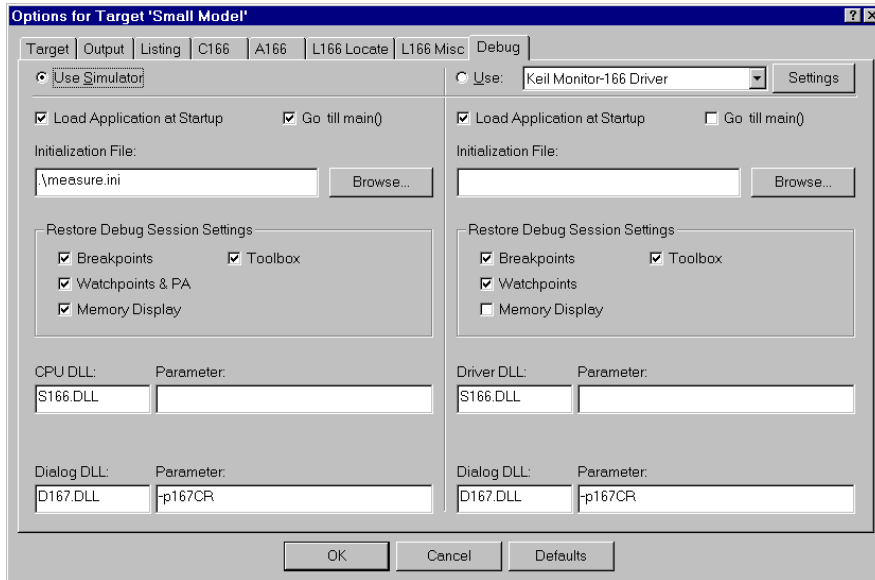 Options for Target 'Small Model'
Target Output Listing C166 A166 L166 Locate L166 Misc Debug
Use Simulator
Use: Keil Monitor-166 Driver Settings
Load Application at Startup Go till main()
Load Application at Startup Go till main()
Initialization File:
Initialization File:
.\measure.ini Browse...
Browse...
Restore Debug Session Settings
Breakpoints Toolbox
Watchpoints & PA
Memory Display
Restore Debug Session Settings
Breakpoints Toolbox
Watchpoints
Memory Display
CPU DLL: Parameter:
S166.DLL
Driver DLL: Parameter:
S166.DLL
Dialog DLL: Parameter:
D167.DLL -p167CR
Dialog DLL: Parameter:
D167.DLL -p167CR
OK Cancel Defaults